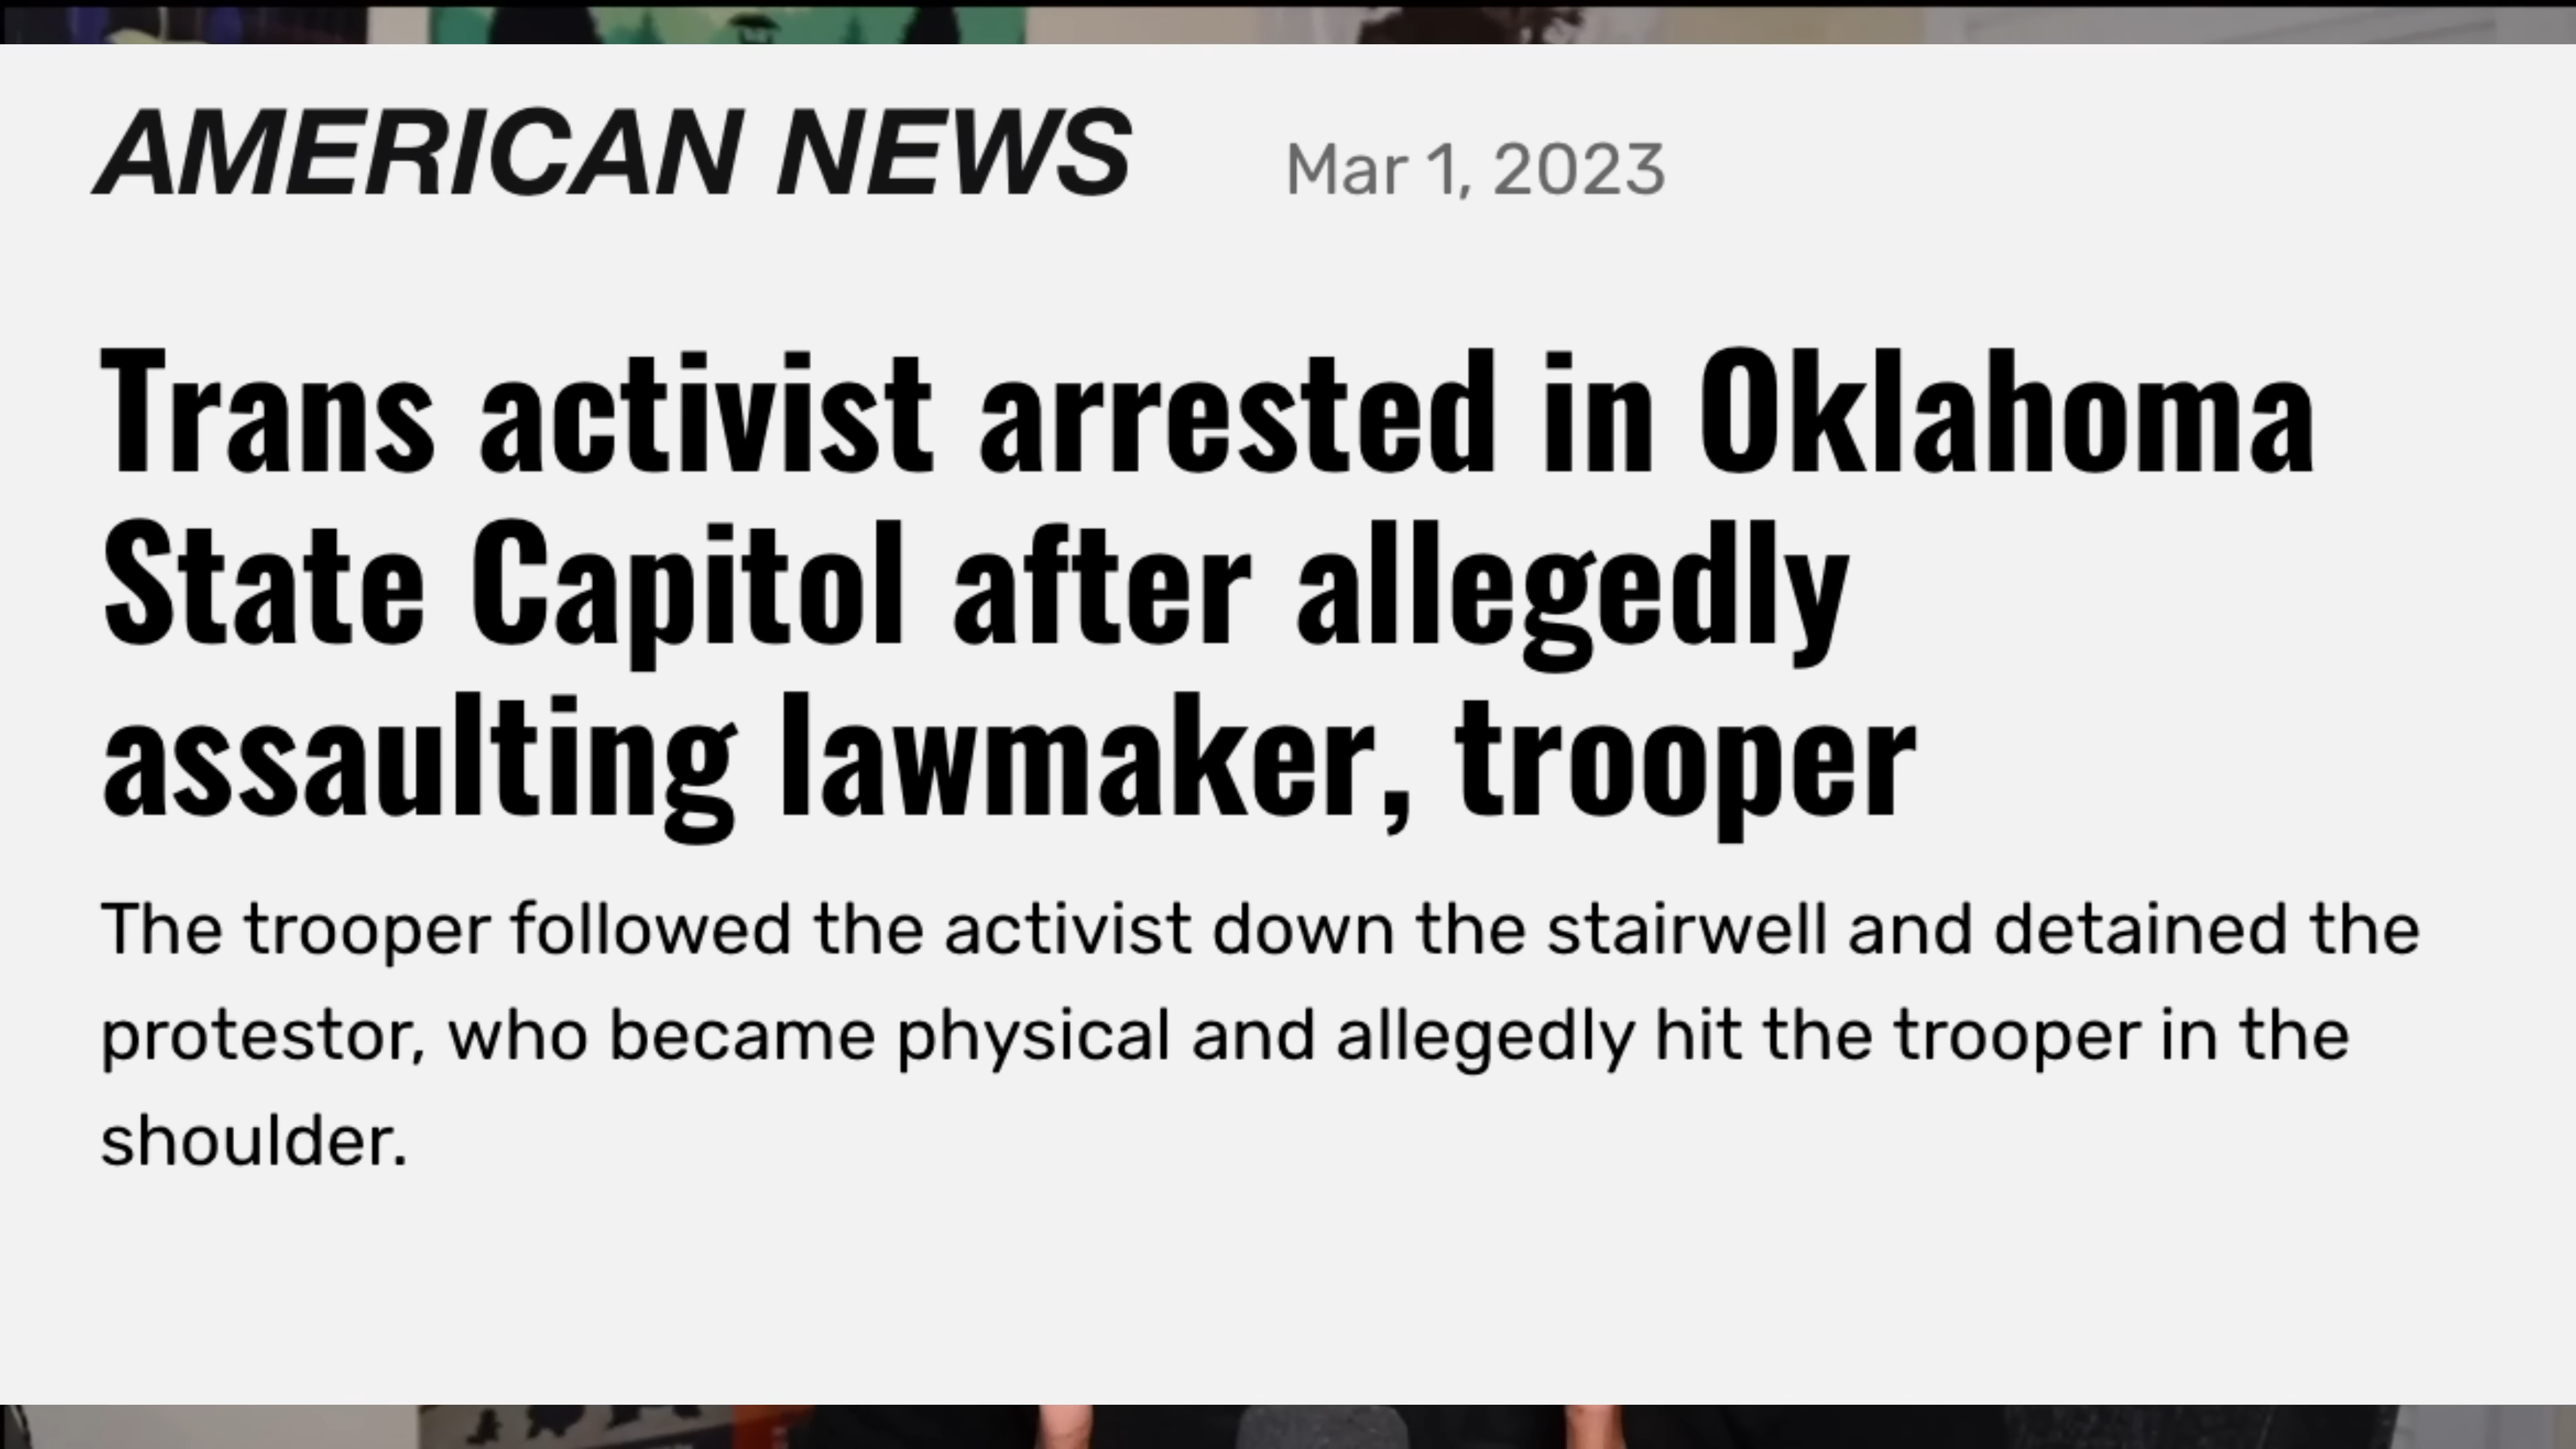 AMERICAN NEWS Mar 1, 2023
Trans activist arrested in Oklahoma
State Capitol after allegedly
assaulting lawmaker, trooper
The trooper followed the activist down the stairwell and detained the
protestor, who became physical and allegedly hit the trooper in the
shoulder.